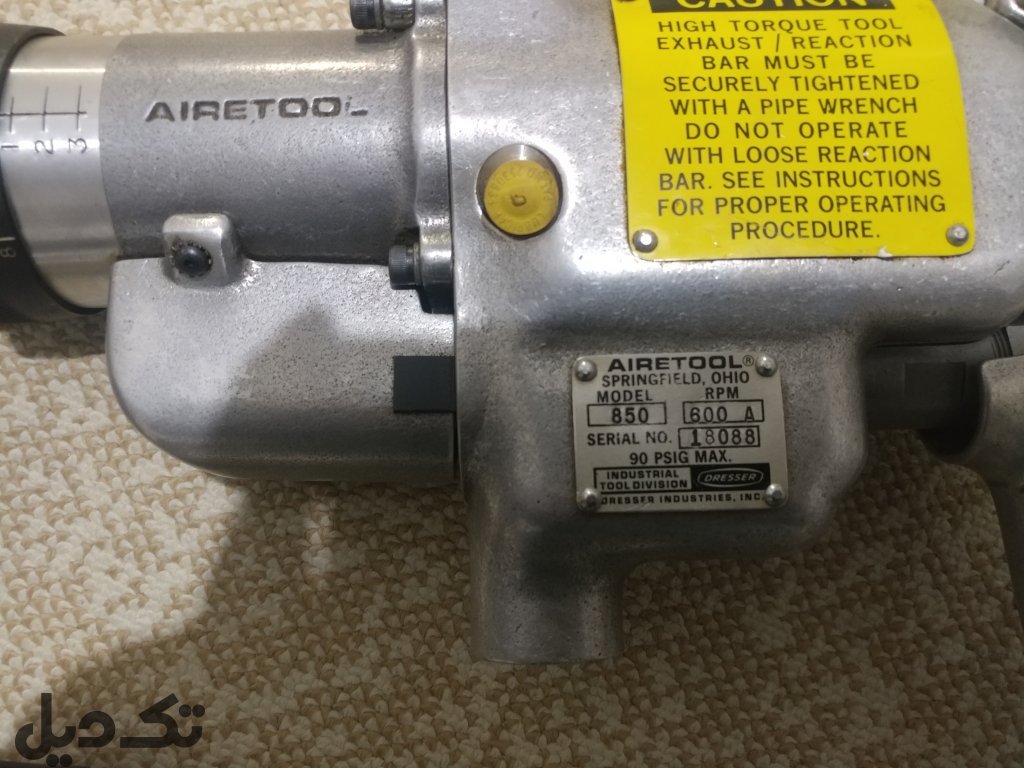 CAUTION
HIGH TORQUE TOOL
EXHAUST / REACTION
BAR MUST BE
SECURELY TIGHTENED
WITH A PIPE WRENCH
DO NOT OPERATE
WITH LOOSE REACTION
BAR. SEE INSTRUCTIONS
FOR PROPER OPERATING
PROCEDURE.
AIRETOOL
1 2 3
18
AIRETOOL®
SPRINGFIELD, OHIO
MODEL RPM
850 600 A
SERIAL NO. 18088
90 PSIG MAX.
INDUSTRIAL
TOOL DIVISION
DRESSER
DRESSER INDUSTRIES, INC.
تک دیل